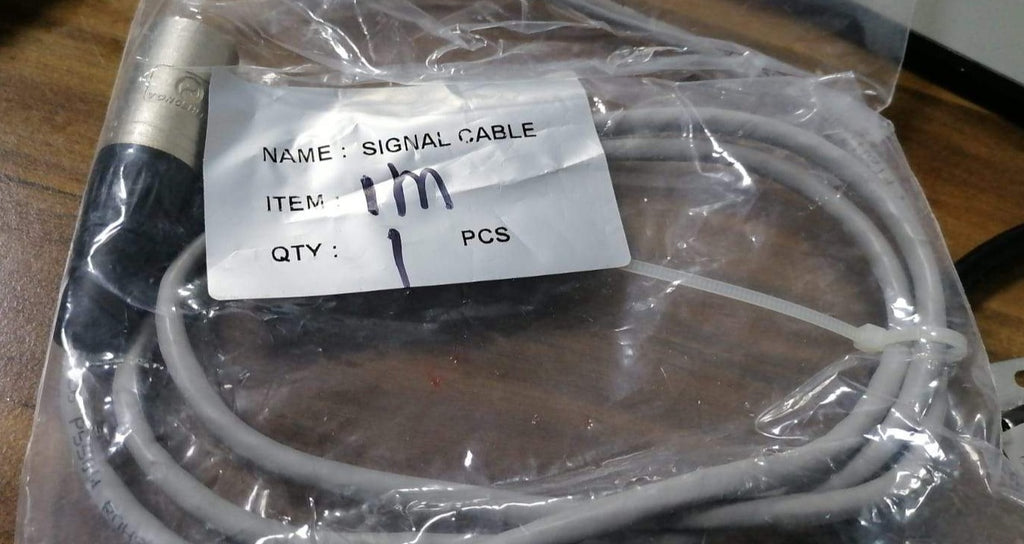 NAME : SIGNAL CABLE
ITEM : 1m
QTY : 1 PCS